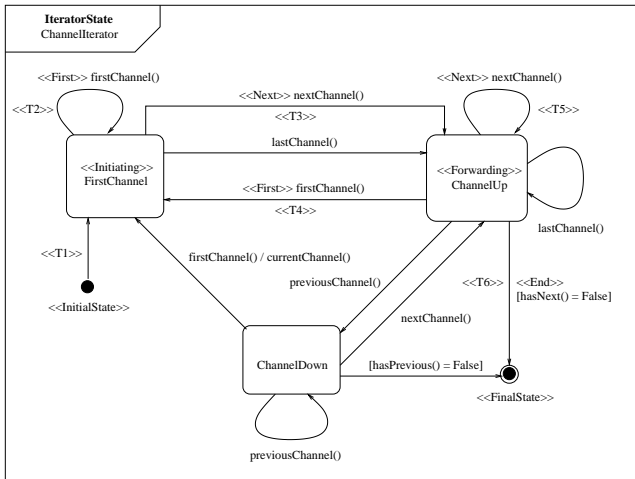 IteratorState
ChannelIterator
<<First>> firstChannel()
<<T2>>
<<Next>> nextChannel()
<<T3>>
lastChannel()
<<Next>> nextChannel()
<<T5>>
<<Initiating>>
FirstChannel
<<First>> firstChannel()
<<T4>>
<<Forwarding>>
ChannelUp
lastChannel()
<<T1>>
<<InitialState>>
firstChannel() / currentChannel()
previousChannel()
nextChannel()
<<T6>>
<<End>>
[hasNext() = False]
ChannelDown
[hasPrevious() = False]
<<FinalState>>
previousChannel()